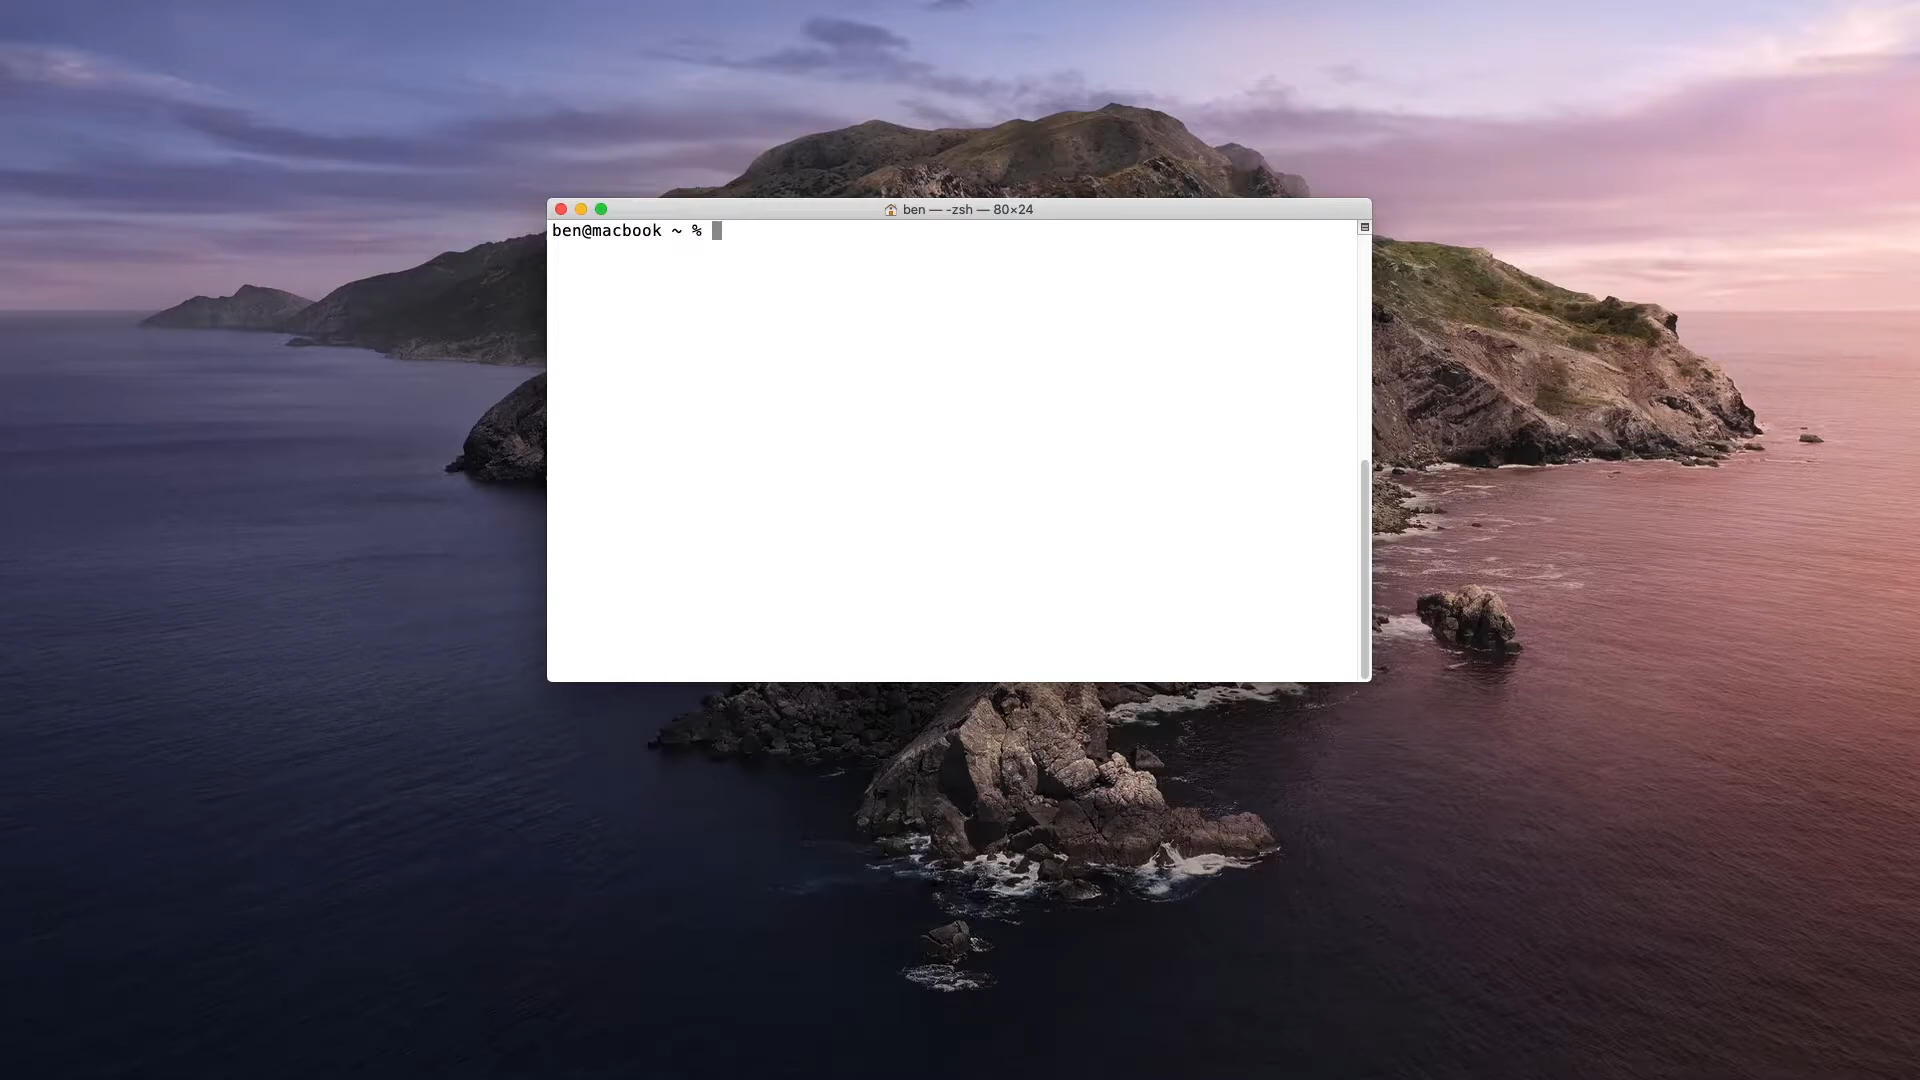 ben — -zsh — 80×24
ben@macbook ~ %